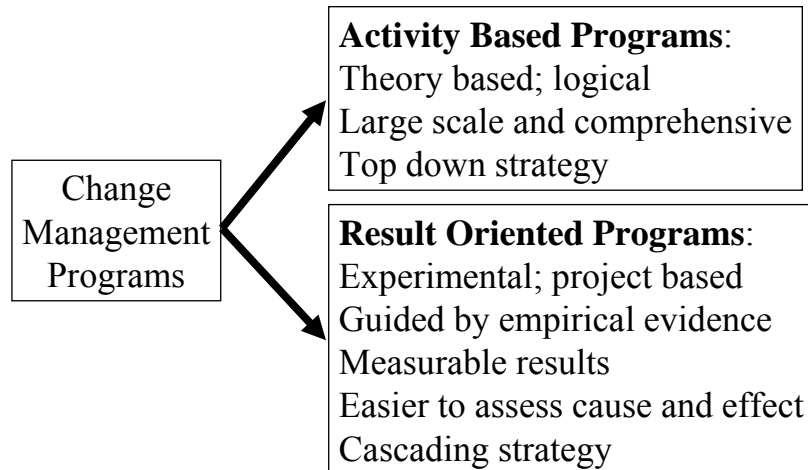 Change
Management
Programs
Activity Based Programs:
Theory based; logical
Large scale and comprehensive
Top down strategy
Result Oriented Programs:
Experimental; project based
Guided by empirical evidence
Measurable results
Easier to assess cause and effect
Cascading strategy